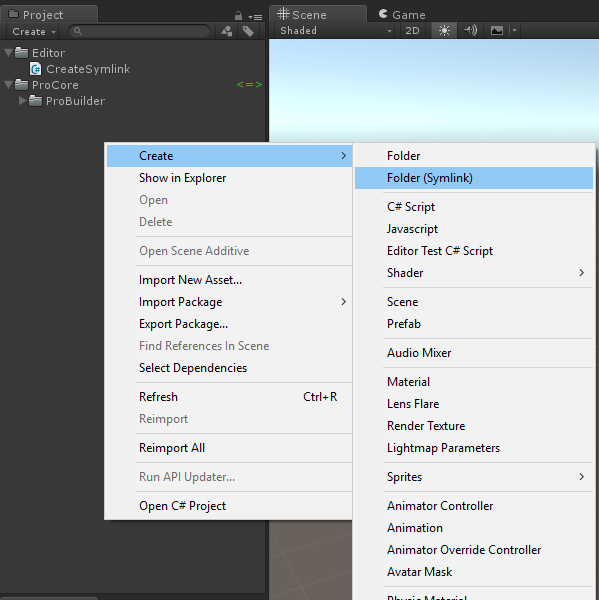 Project
Create
Editor
CreateSymlink
ProCore
<=>
ProBuilder
Scene
Game
Shaded
2D
Create
Show in Explorer
Open
Delete
Open Scene Additive
Import New Asset...
Import Package
Export Package...
Find References In Scene
Select Dependencies
Refresh Ctrl+R
Reimport
Reimport All
Run API Updater...
Open C# Project
Folder
Folder (Symlink)
C# Script
Javascript
Editor Test C# Script
Shader
Scene
Prefab
Audio Mixer
Material
Lens Flare
Render Texture
Lightmap Parameters
Sprites
Animator Controller
Animation
Animator Override Controller
Avatar Mask
Physic Material